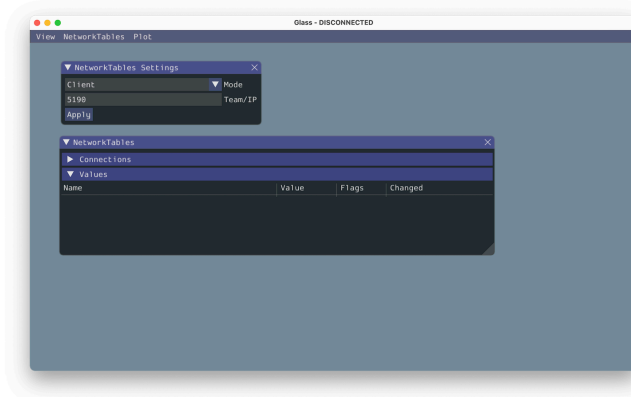 Glass - DISCONNECTED
View NetworkTables Plot
NetworkTables Settings
Client Mode
5190 Team/IP
Apply
NetworkTables
Connections
Values
Name Value Flags Changed